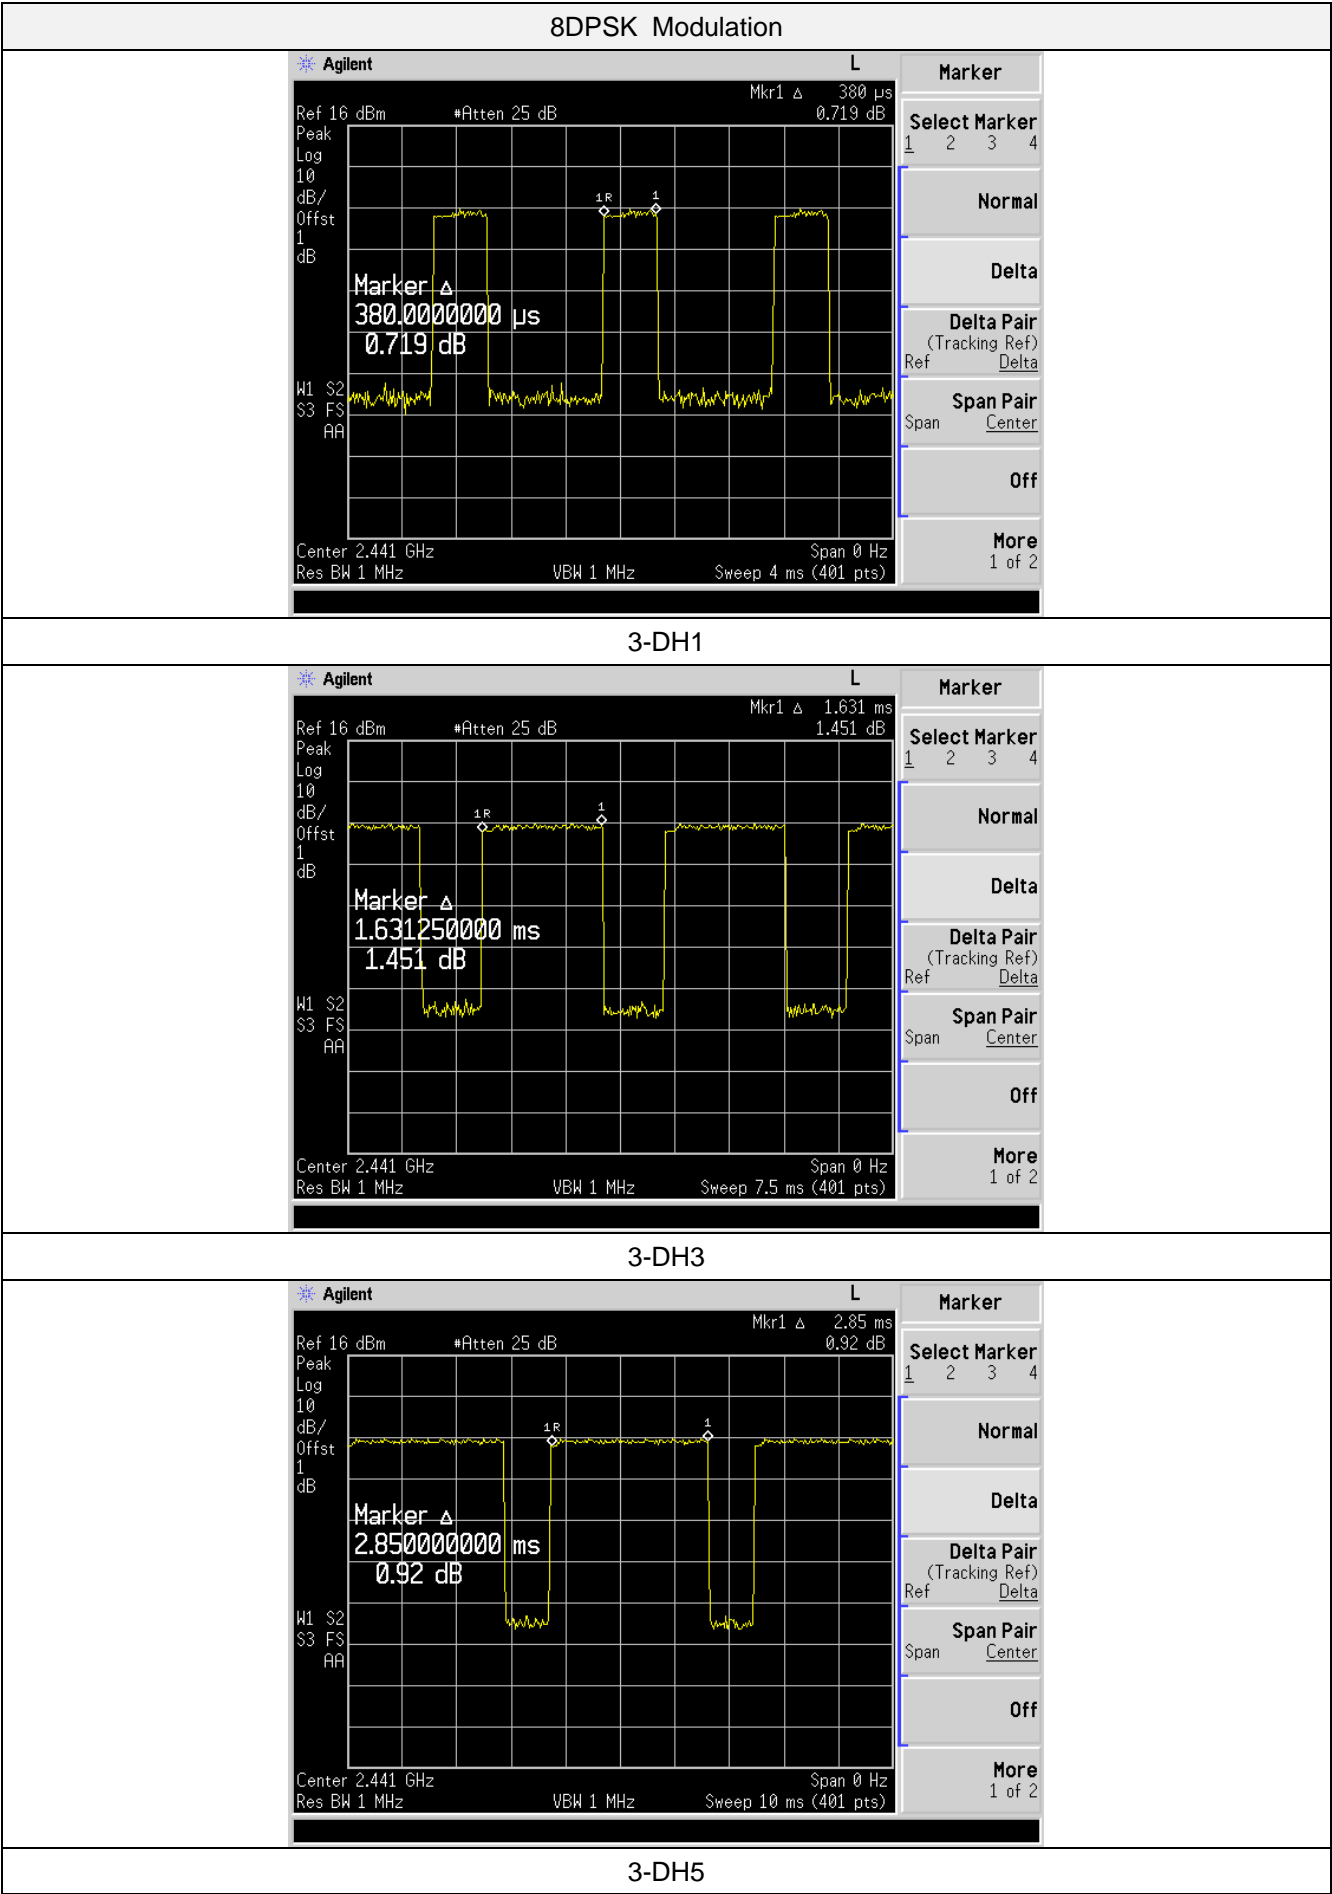 8DPSK Modulation
Agilent L
Marker
Mkr1 Δ 380 µs
Ref 16 dBm #Atten 25 dB 0.719 dB
Peak
Log
10
dB/
Offst
1
dB
1R 1
Marker Δ
380.0000000 µs
0.719 dB
W1 S2
S3 FS
AA
Center 2.441 GHz Span 0 Hz
Res BW 1 MHz VBW 1 MHz Sweep 4 ms (401 pts)
Select Marker
1 2 3 4
Normal
Delta
Delta Pair
(Tracking Ref)
Ref Delta
Span Pair
Span Center
Off
More
1 of 2
3-DH1
Agilent L
Marker
Mkr1 Δ 1.631 ms
Ref 16 dBm #Atten 25 dB 1.451 dB
Peak
Log
10
dB/
Offst
1
dB
1R 1
Marker Δ
1.631250000 ms
1.451 dB
W1 S2
S3 FS
AA
Center 2.441 GHz Span 0 Hz
Res BW 1 MHz VBW 1 MHz Sweep 7.5 ms (401 pts)
Select Marker
1 2 3 4
Normal
Delta
Delta Pair
(Tracking Ref)
Ref Delta
Span Pair
Span Center
Off
More
1 of 2
3-DH3
Agilent L
Marker
Mkr1 Δ 2.85 ms
Ref 16 dBm #Atten 25 dB 0.92 dB
Peak
Log
10
dB/
Offst
1
dB
1R 1
Marker Δ
2.850000000 ms
0.92 dB
W1 S2
S3 FS
AA
Center 2.441 GHz Span 0 Hz
Res BW 1 MHz VBW 1 MHz Sweep 10 ms (401 pts)
Select Marker
1 2 3 4
Normal
Delta
Delta Pair
(Tracking Ref)
Ref Delta
Span Pair
Span Center
Off
More
1 of 2
3-DH5